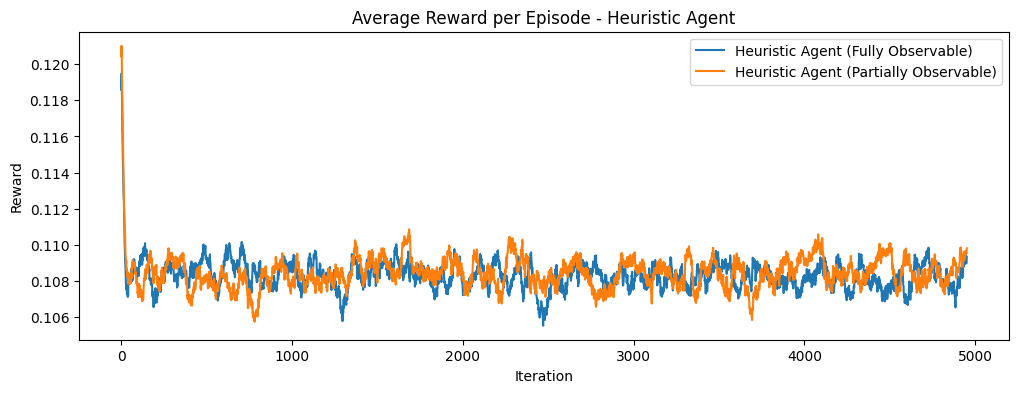 Average Reward per Episode - Heuristic Agent
Heuristic Agent (Fully Observable)
Heuristic Agent (Partially Observable)
0.120
0.118
0.116
0.114
0.112
0.110
0.108
0.106
Reward
0
1000
2000
3000
4000
5000
Iteration